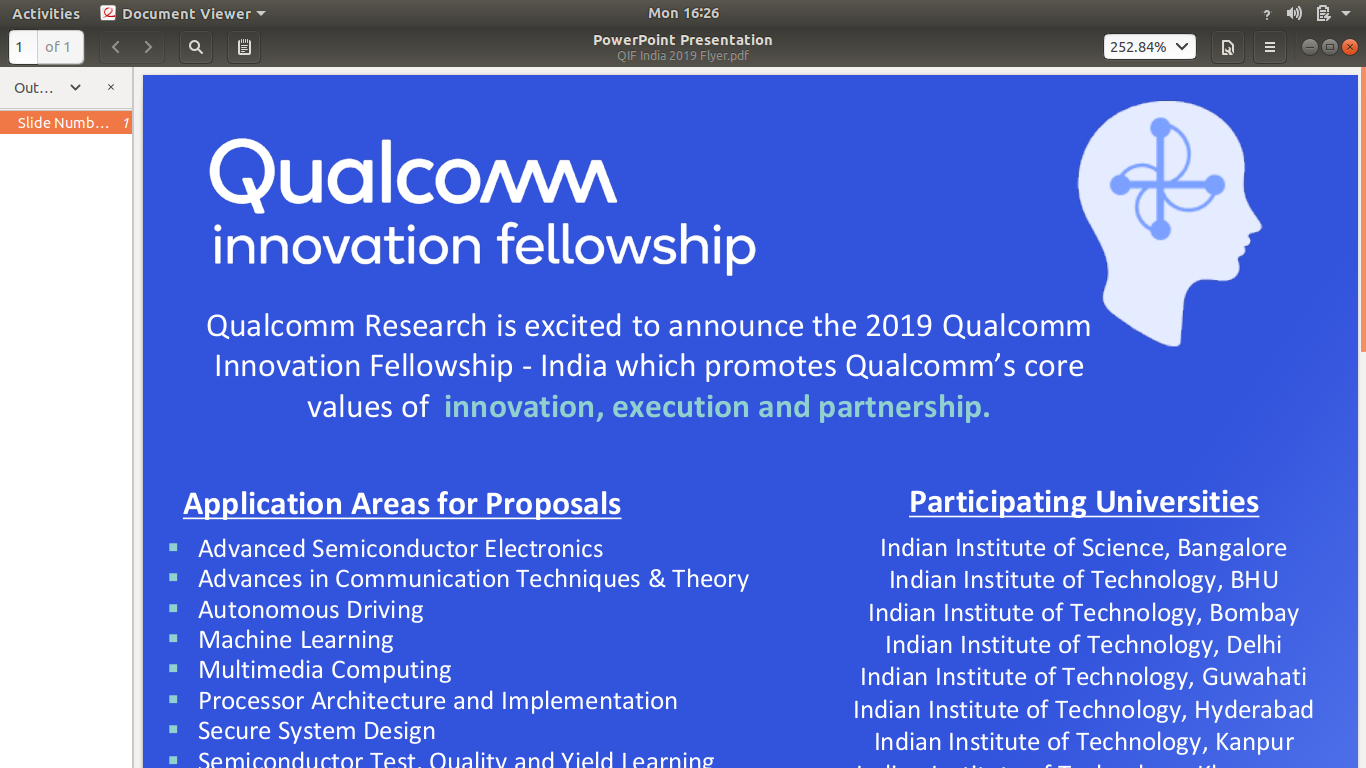 Activities
Document Viewer
Mon 16:26
?
1 of 1
PowerPoint Presentation
QIF India 2019 Flyer.pdf
252.84%
Out...
×
Slide Numb... 1
Qualcomm
innovation fellowship
Qualcomm Research is excited to announce the 2019 Qualcomm
Innovation Fellowship - India which promotes Qualcomm’s core
values of innovation, execution and partnership.
Application Areas for Proposals
▪ Advanced Semiconductor Electronics
▪ Advances in Communication Techniques & Theory
▪ Autonomous Driving
▪ Machine Learning
▪ Multimedia Computing
▪ Processor Architecture and Implementation
▪ Secure System Design
▪ Semiconductor Test, Quality and Yield Learning
Participating Universities
Indian Institute of Science, Bangalore
Indian Institute of Technology, BHU
Indian Institute of Technology, Bombay
Indian Institute of Technology, Delhi
Indian Institute of Technology, Guwahati
Indian Institute of Technology, Hyderabad
Indian Institute of Technology, Kanpur